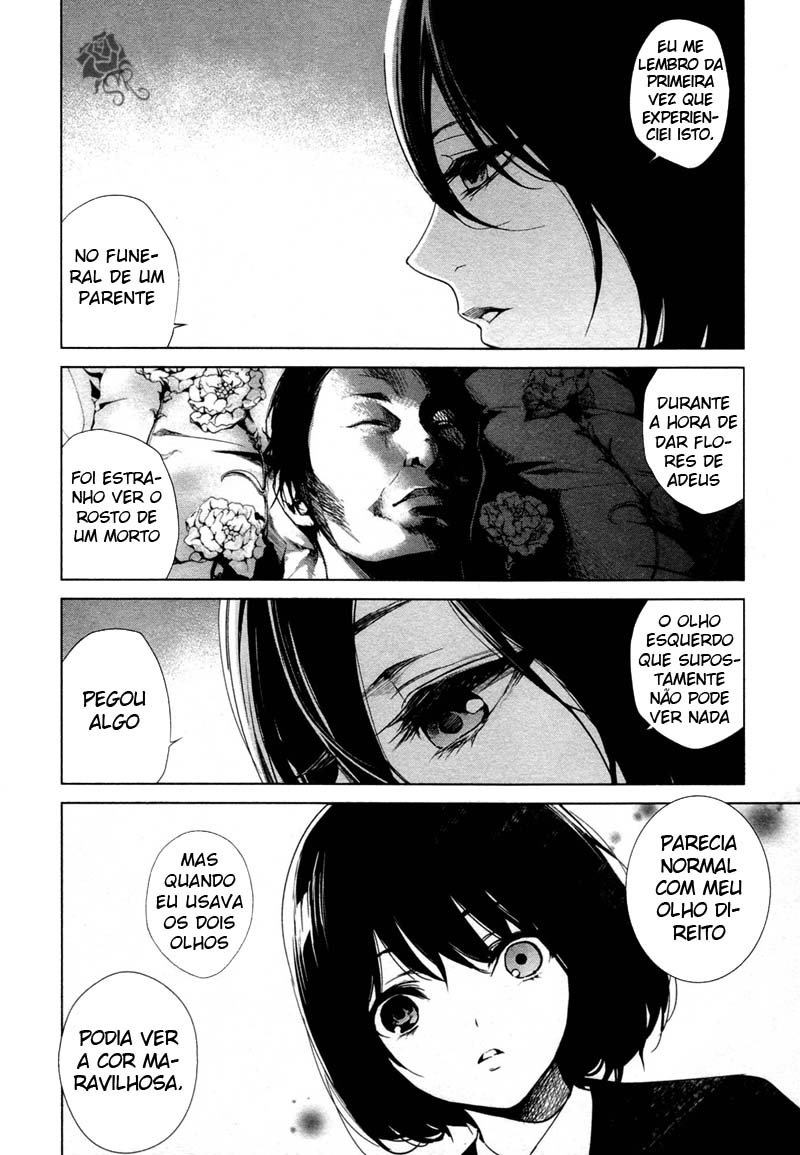 EU ME
LEMBRO DA
PRIMEIRA
VEZ QUE
EXPERIEN-
CIEI ISTO.
NO FUNE-
RAL DE UM
PARENTE
DURANTE
A HORA DE
DAR FLO-
RES DE
ADEUS
FOI ESTRA-
NHO VER O
ROSTO DE
UM MORTO
O OLHO
ESQUERDO
QUE SUPOS-
TAMENTE
NÃO PODE
VER NADA
PEGOU
ALGO
PARECIA
NORMAL
COM MEU
OLHO DI-
REITO
MAS
QUANDO
EU USAVA
OS DOIS
OLHOS
PODIA VER
A COR MA-
RAVILHOSA.
SR